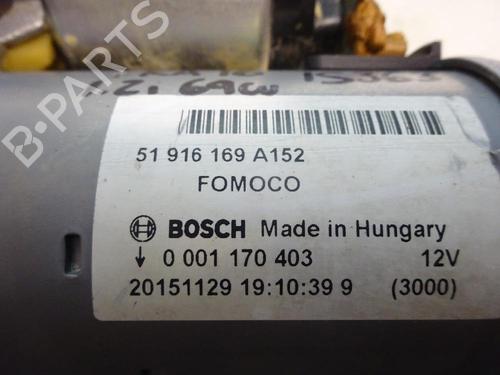 51 916 169 A152
FOMOCO
BOSCH Made in Hungary
↓ 0 001 170 403 12V
20151129 19:10:39 9 (3000)